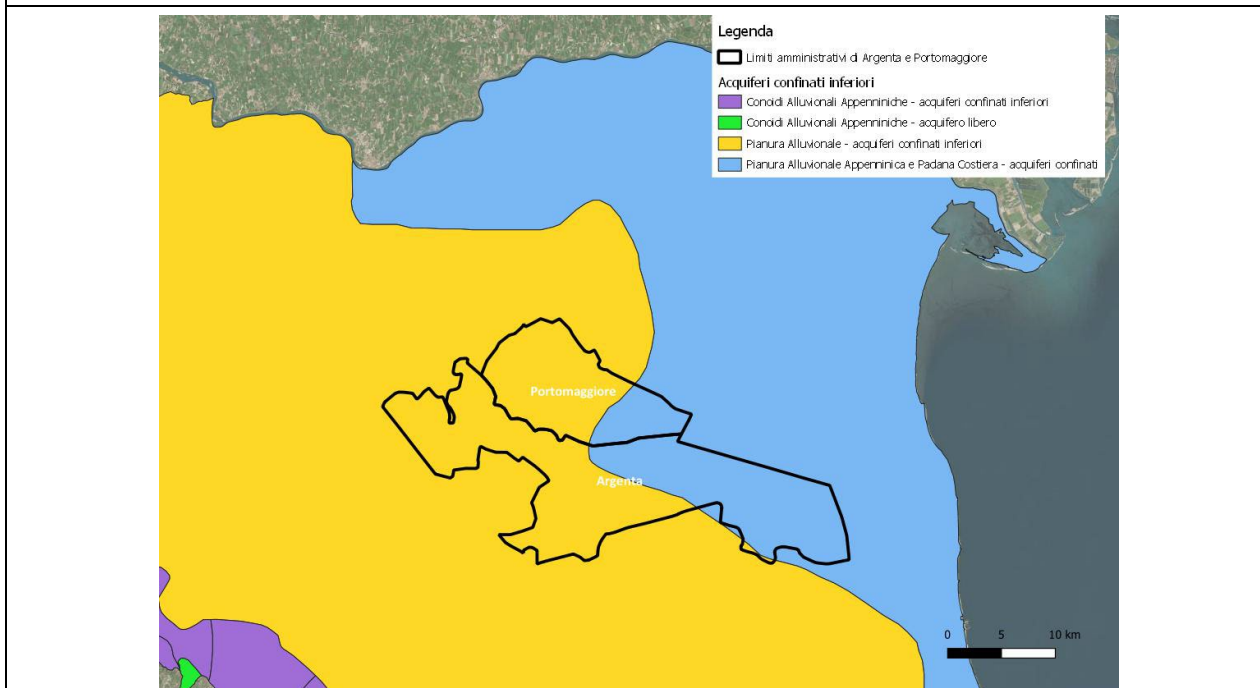 Legenda
Limiti amministrativi di Argenta e Portomaggiore
Acquiferi confinati inferiori
Conoidi Alluvionali Appenniniche - acquiferi confinati inferiori
Conoidi Alluvionali Appenniniche - acquifero libero
Pianura Alluvionale - acquiferi confinati inferiori
Pianura Alluvionale Appenninica e Padana Costiera - acquiferi confinati
Portomaggiore
Argenta
0 5 10 km